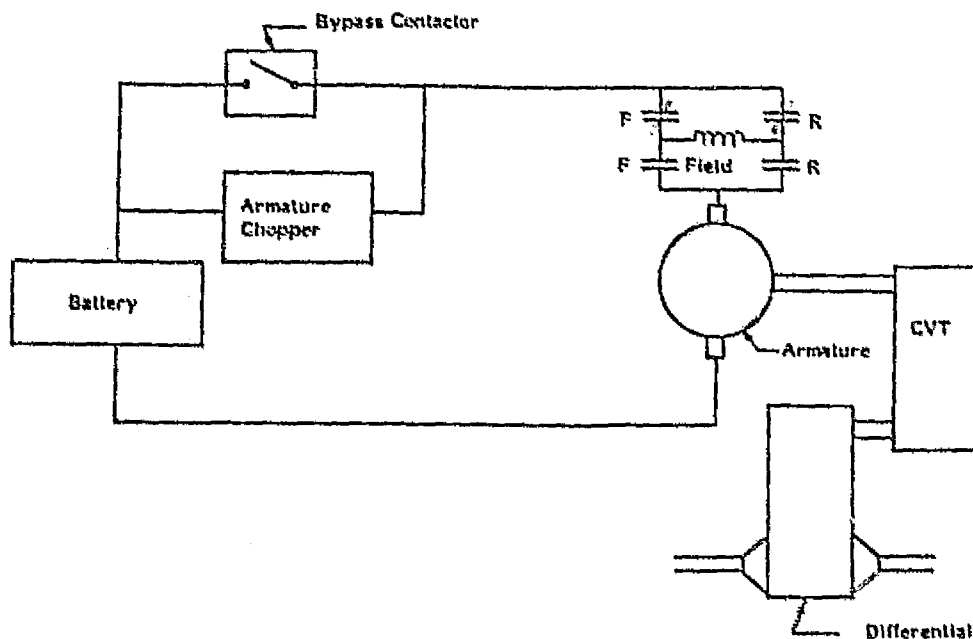 Bypass Contactor
F
R
Field
F
R
Armature
Chopper
Battery
CVT
Armature
Differential